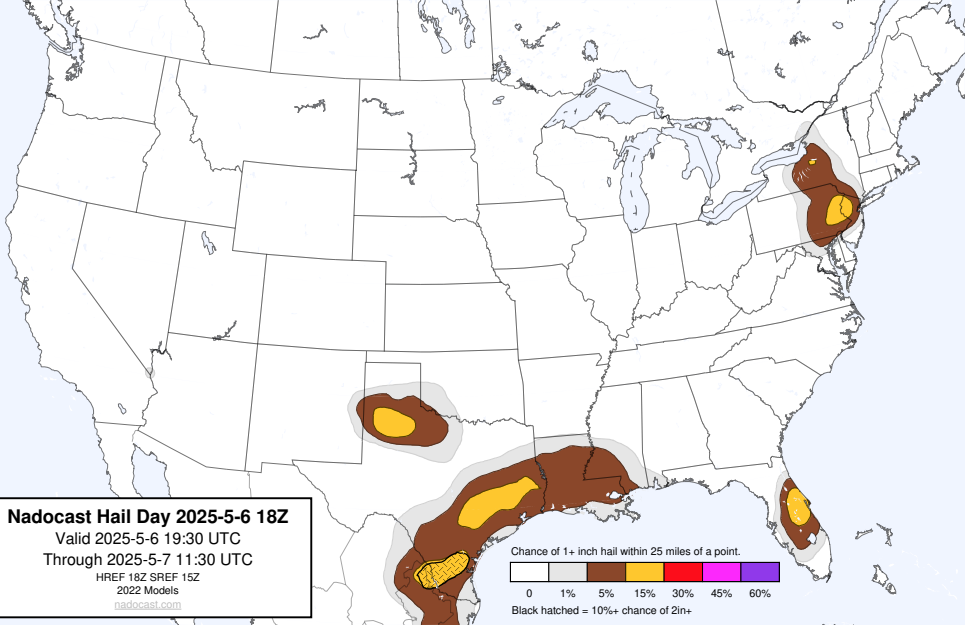 Nadocast Hail Day 2025-5-6 18Z
Valid 2025-5-6 19:30 UTC
Through 2025-5-7 11:30 UTC
HREF 18Z SREF 15Z
2022 Models
nadocast.com
Chance of 1+ inch hail within 25 miles of a point.
0 1% 5% 15% 30% 45% 60%
Black hatched = 10%+ chance of 2in+